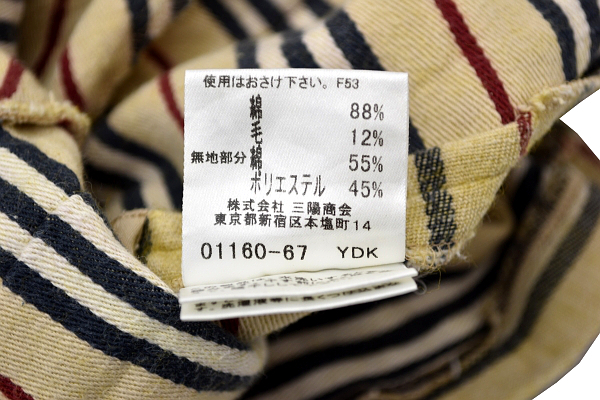 使用はおさけ下さい。F53
綿 88%
毛 12%
無地部分 綿 55%
ポリエステル 45%
株式会社 三陽商会
東京都新宿区本塩町14
01160-67 YDK